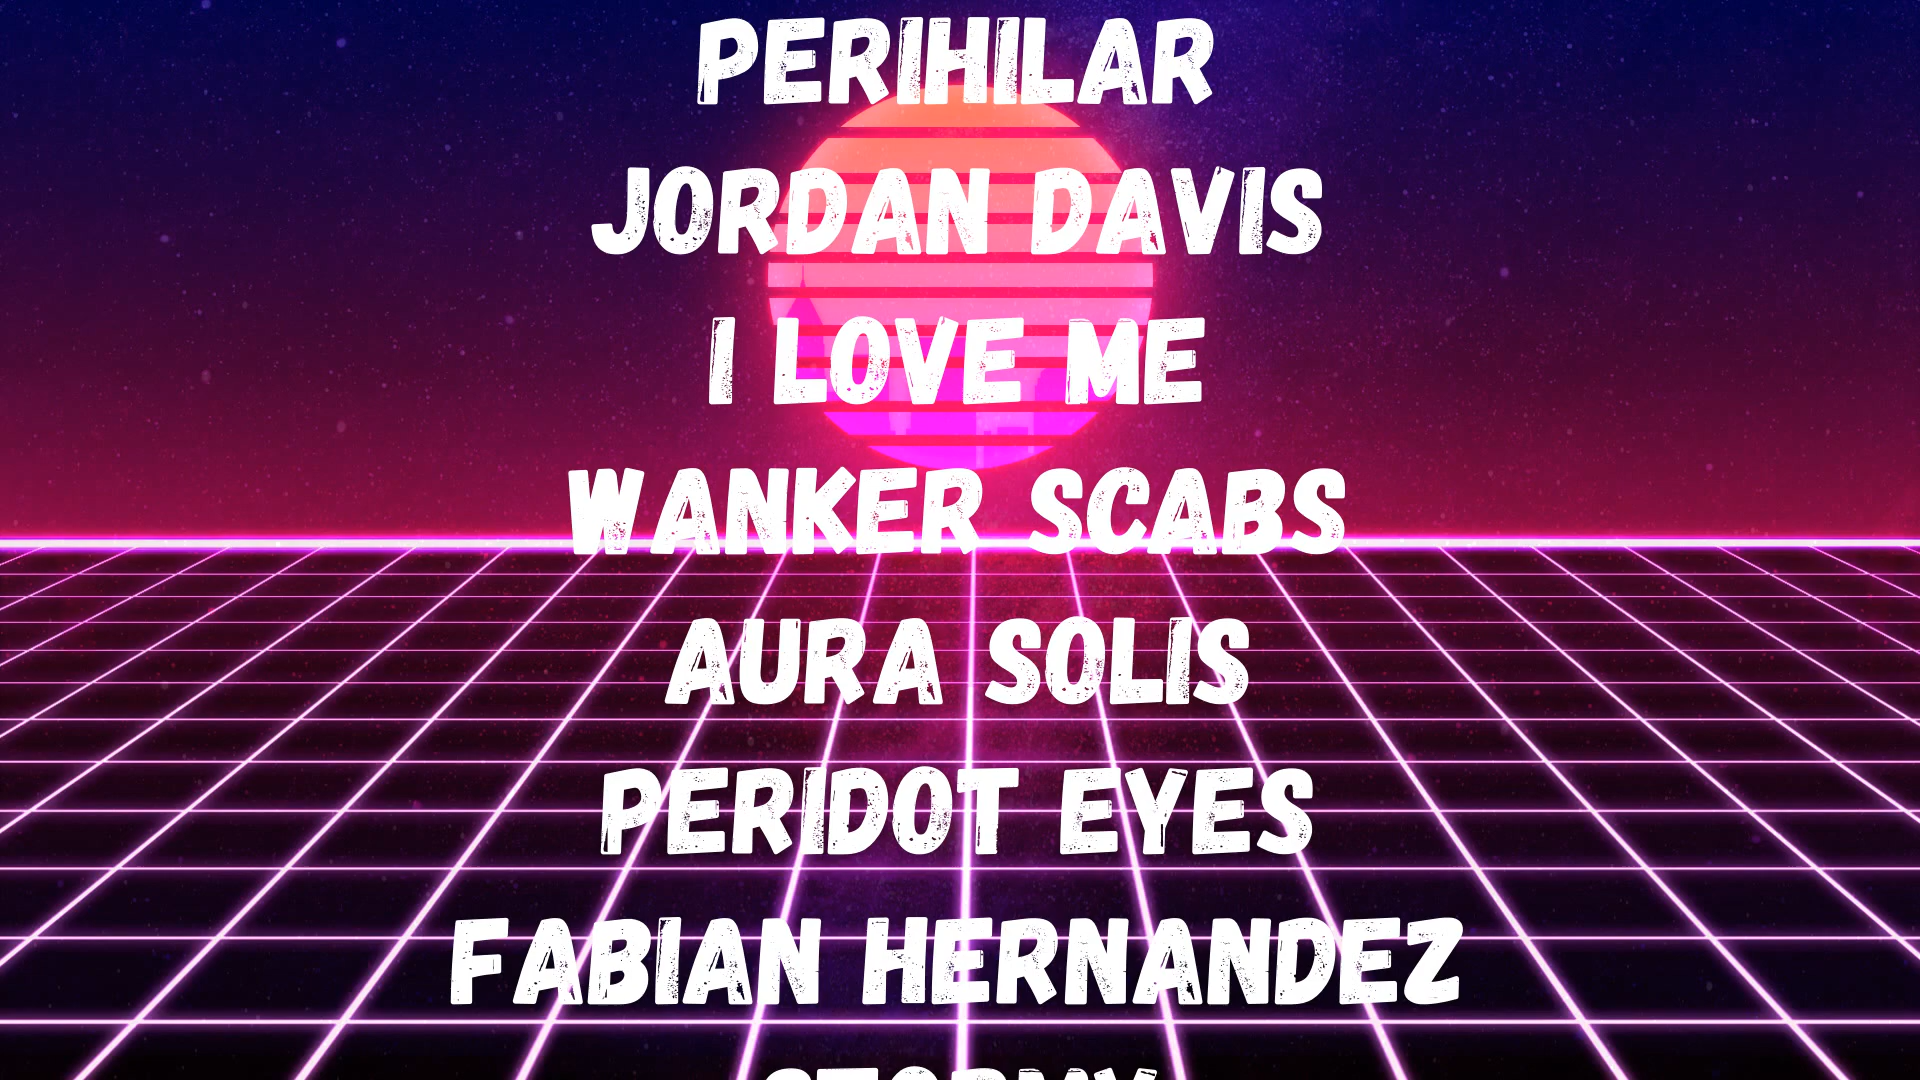 PERIHILAR
JORDAN DAVIS
I LOVE ME
WANKER SCABS
AURA SOLIS
PERIDOT EYES
FABIAN HERNANDEZ